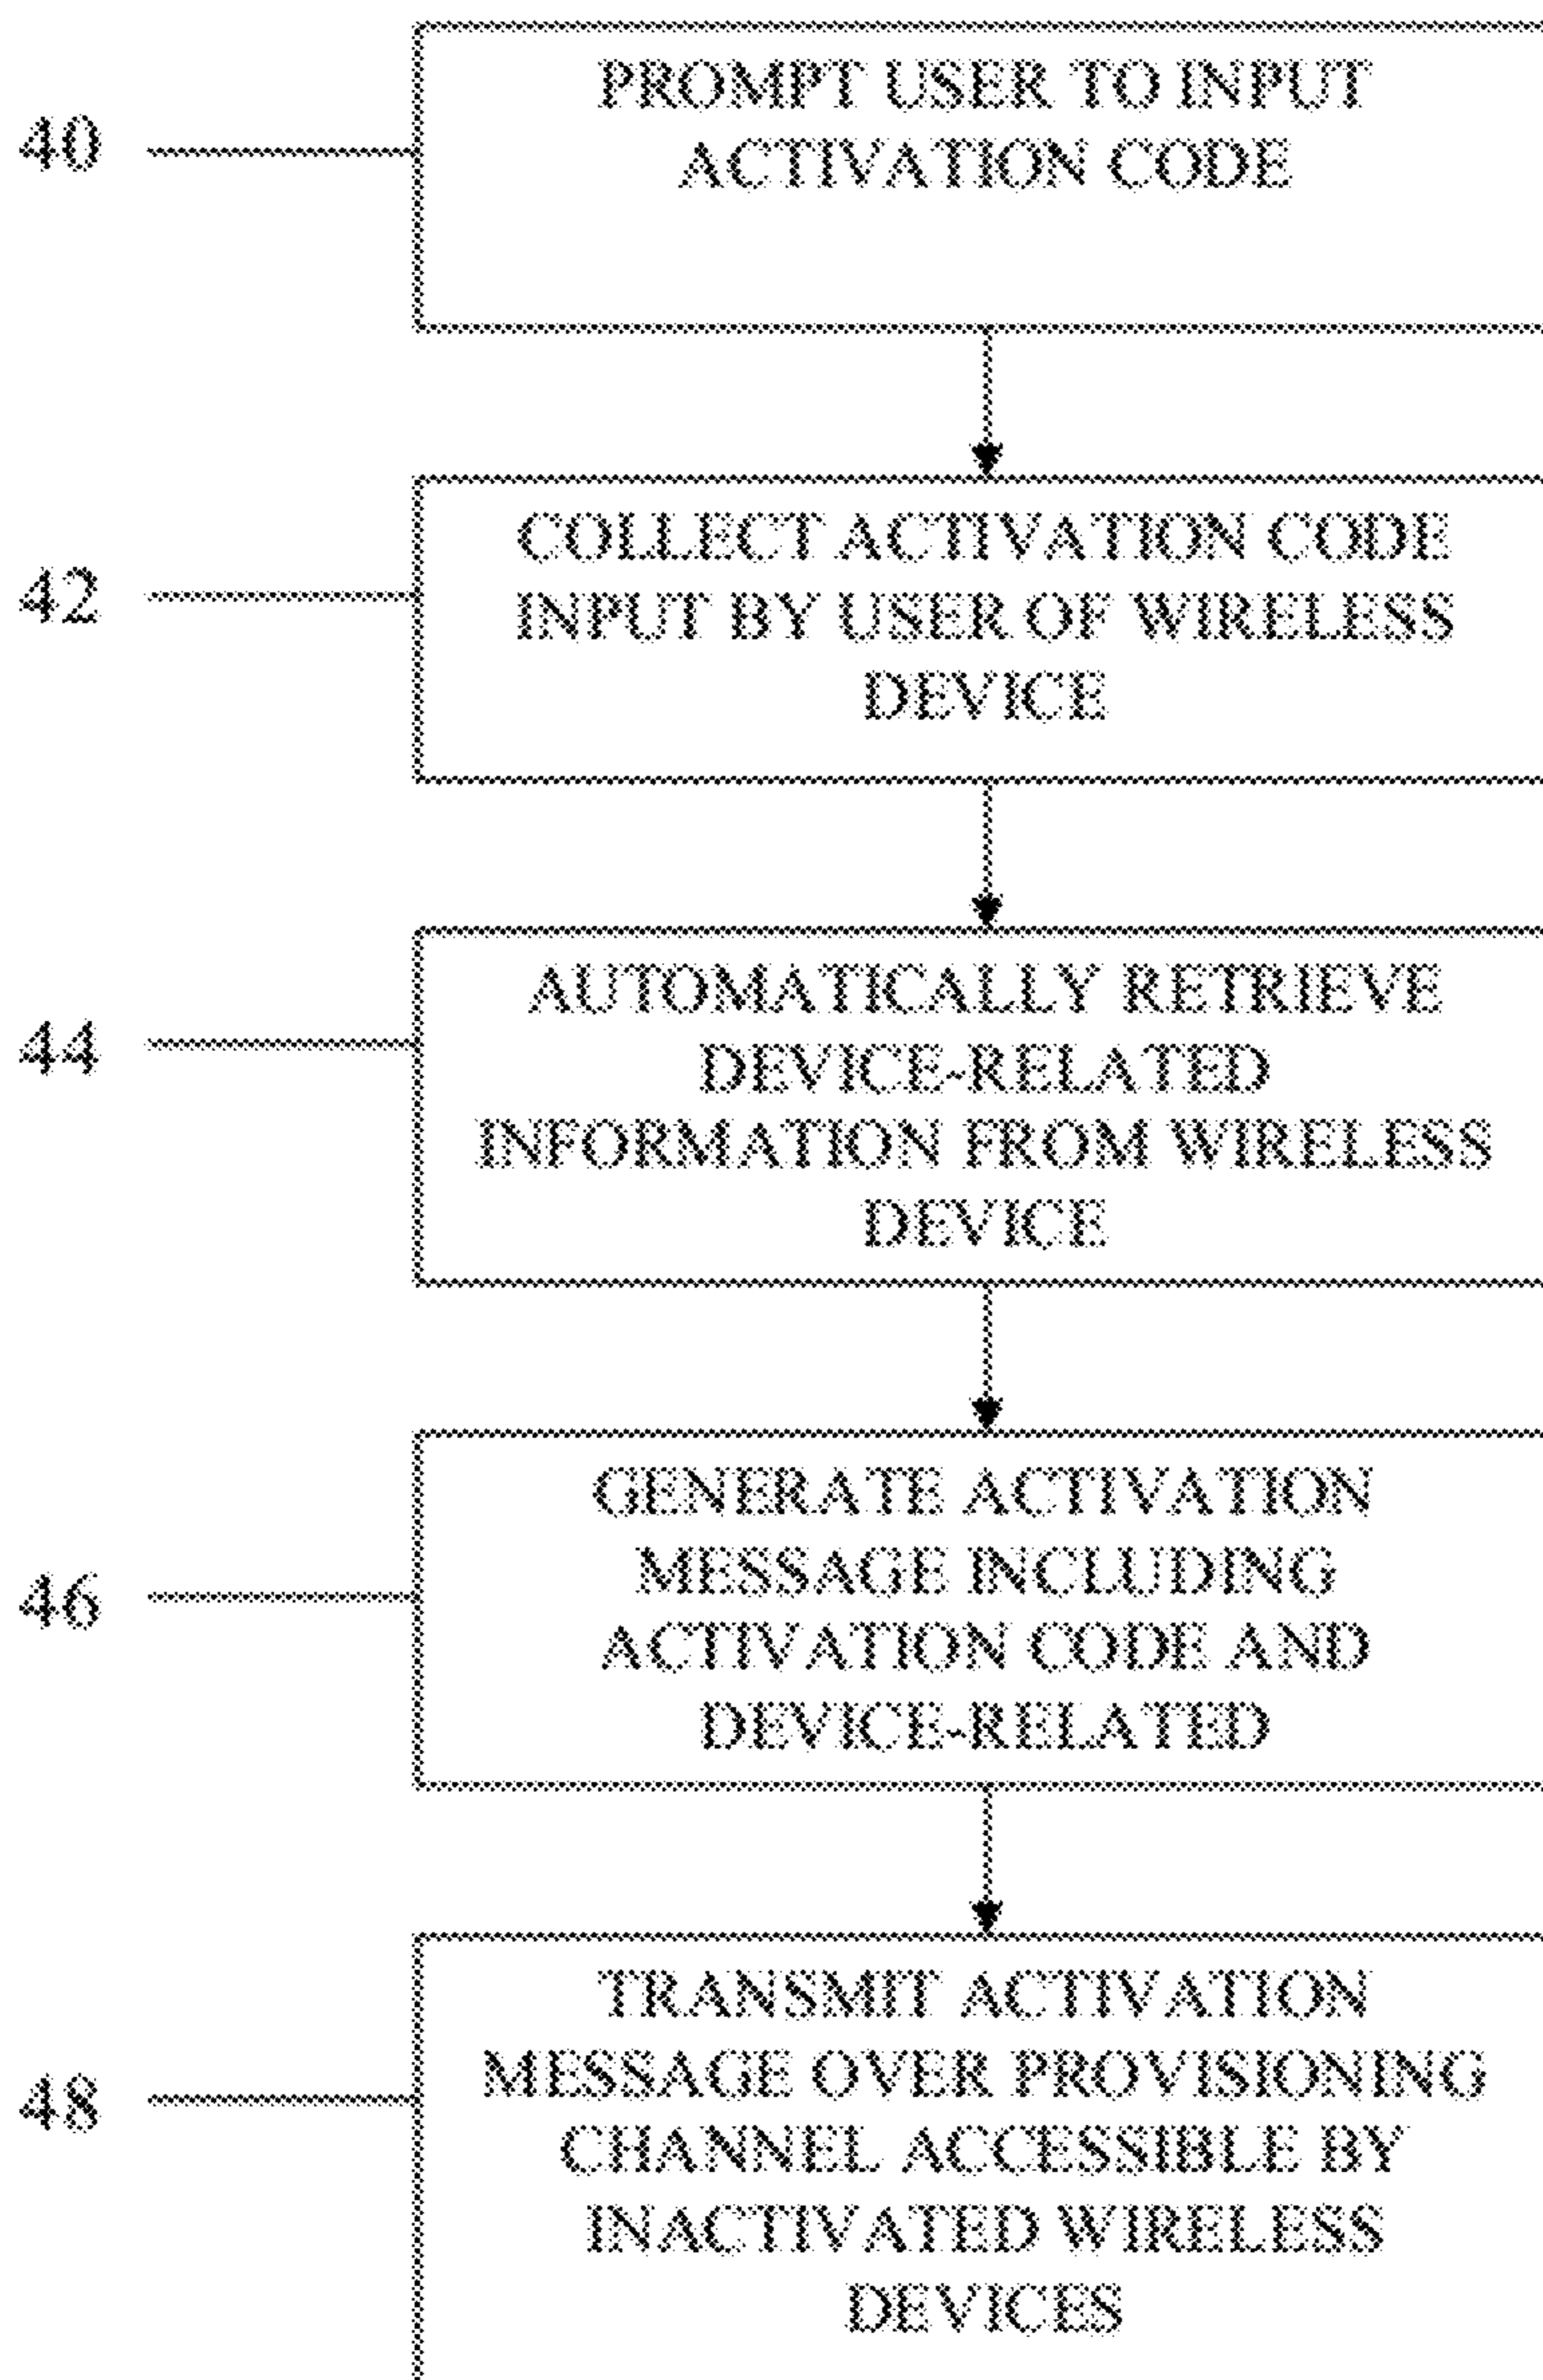 40
PROMPT USER TO INPUT
ACTIVATION CODE
42
COLLECT ACTIVATION CODE
INPUT BY USER OF WIRELESS
DEVICE
44
AUTOMATICALLY RETRIEVE
DEVICE-RELATED
INFORMATION FROM WIRELESS
DEVICE
46
GENERATE ACTIVATION
MESSAGE INCLUDING
ACTIVATION CODE AND
DEVICE-RELATED
48
TRANSMIT ACTIVATION
MESSAGE OVER PROVISIONING
CHANNEL ACCESSIBLE BY
INACTIVATED WIRELESS
DEVICES